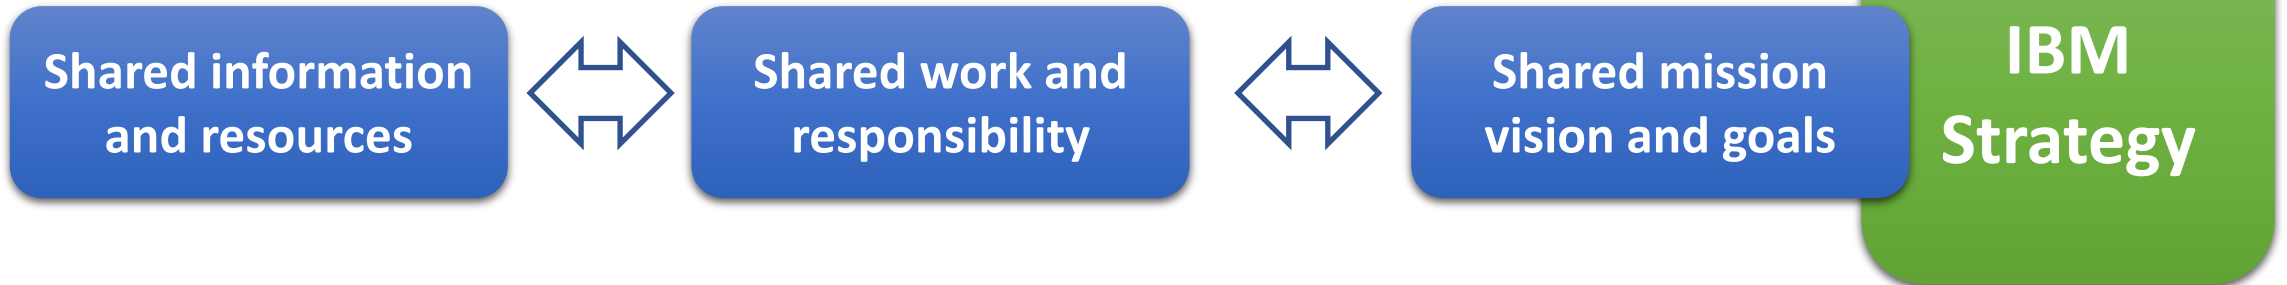 Shared information
and resources
Shared work and
responsibility
Shared mission
vision and goals
IBM
Strategy